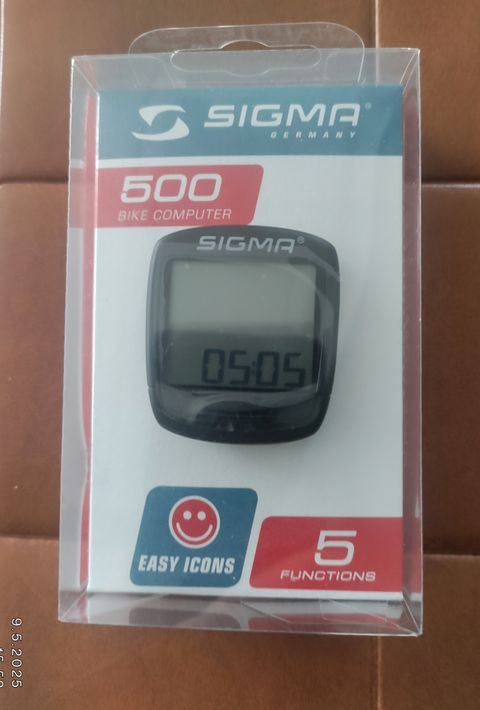 SIGMA®
GERMANY
500
BIKE COMPUTER
SIGMA®
05:05
EASY ICONS
5
FUNCTIONS
9.5.2025